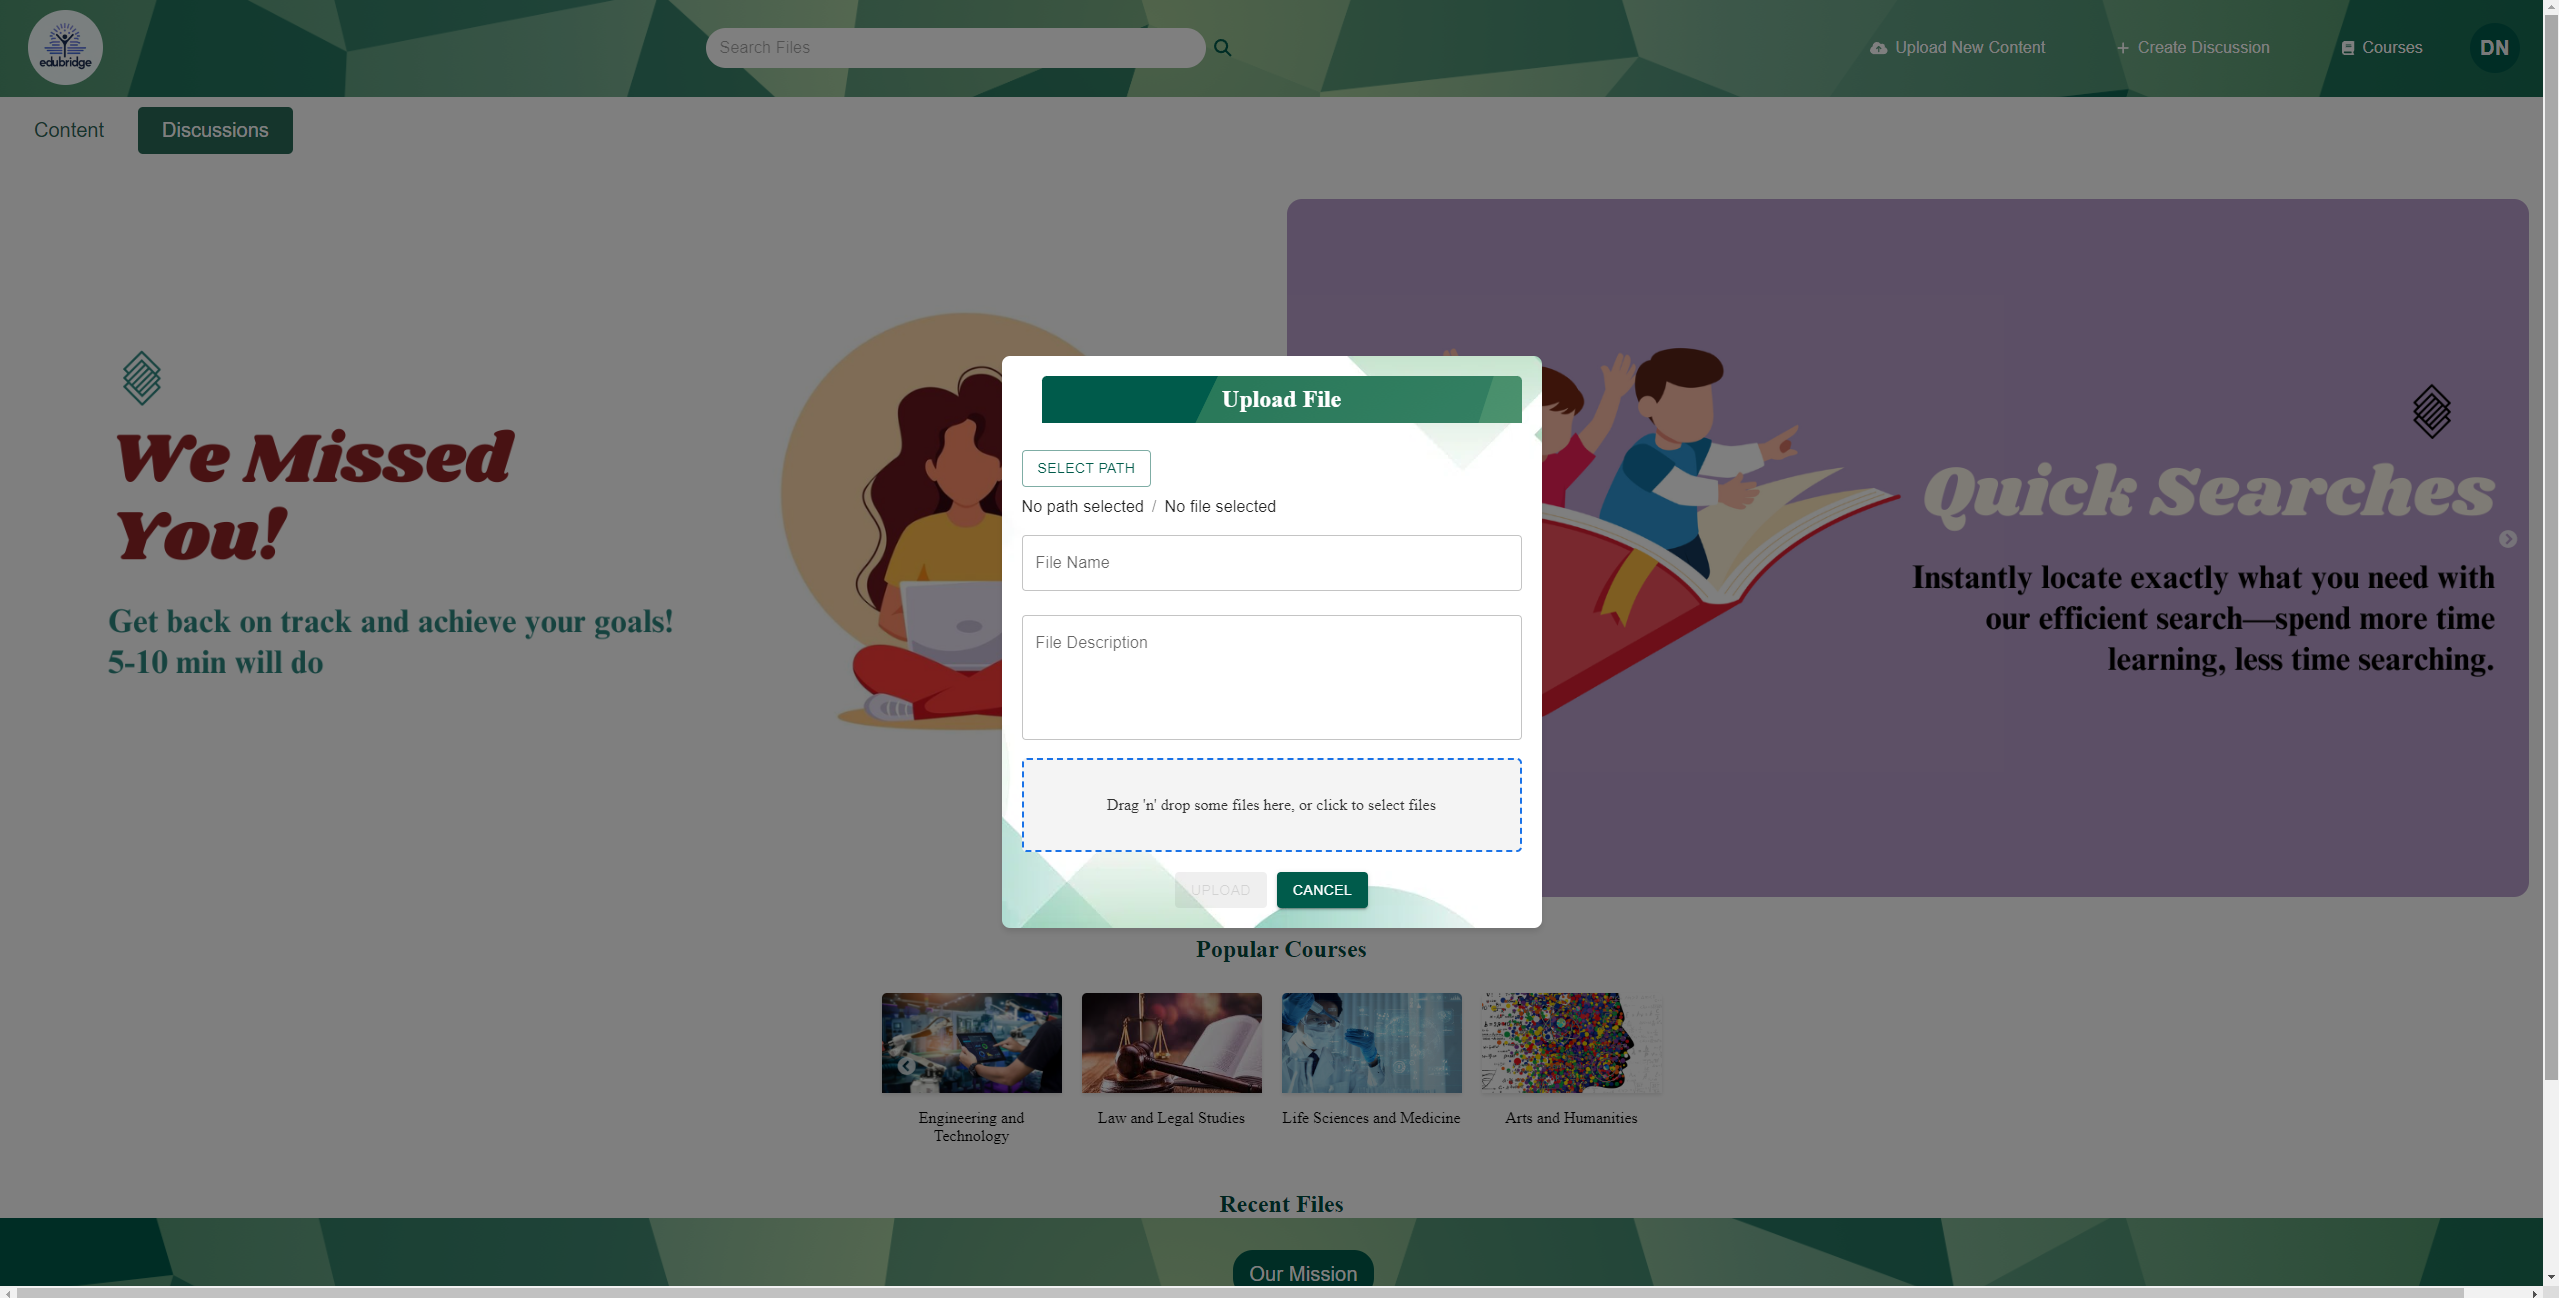 edubridge
Search Files
Upload New Content
Create Discussion
Courses
DN
Content
Discussions
We Missed
You!
Get back on track and achieve your goals!
5-10 min will do
Quick Searches
Instantly locate exactly what you need with
our efficient search—spend more time
learning, less time searching.
Upload File
SELECT PATH
No path selected / No file selected
File Name
File Description
Drag 'n' drop some files here, or click to select files
UPLOAD
CANCEL
Popular Courses
Engineering and
Technology
Law and Legal Studies
Life Sciences and Medicine
Arts and Humanities
Recent Files
Our Mission